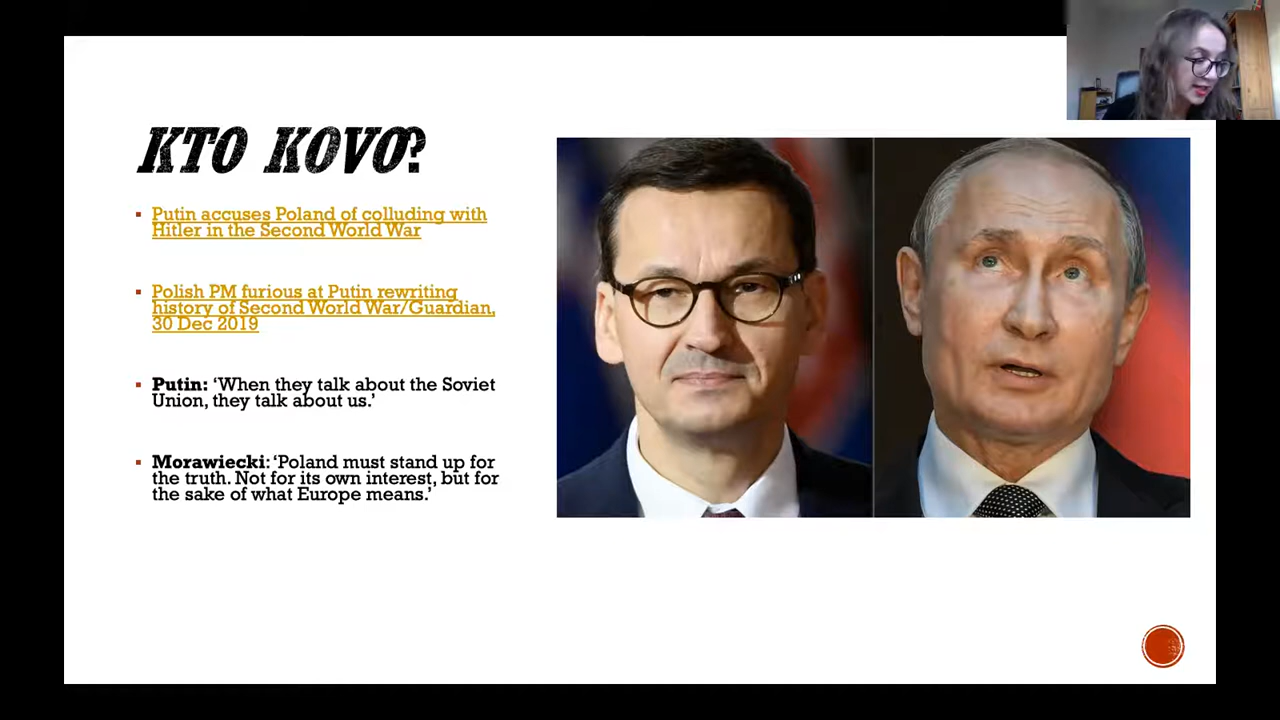 KTO KOVO?
Putin accuses Poland of colluding with
Hitler in the Second World War
Polish PM furious at Putin rewriting
history of Second World War/Guardian,
30 Dec 2019
Putin: ‘When they talk about the Soviet
Union, they talk about us.’
Morawiecki: ‘Poland must stand up for
the truth. Not for its own interest, but for
the sake of what Europe means.’